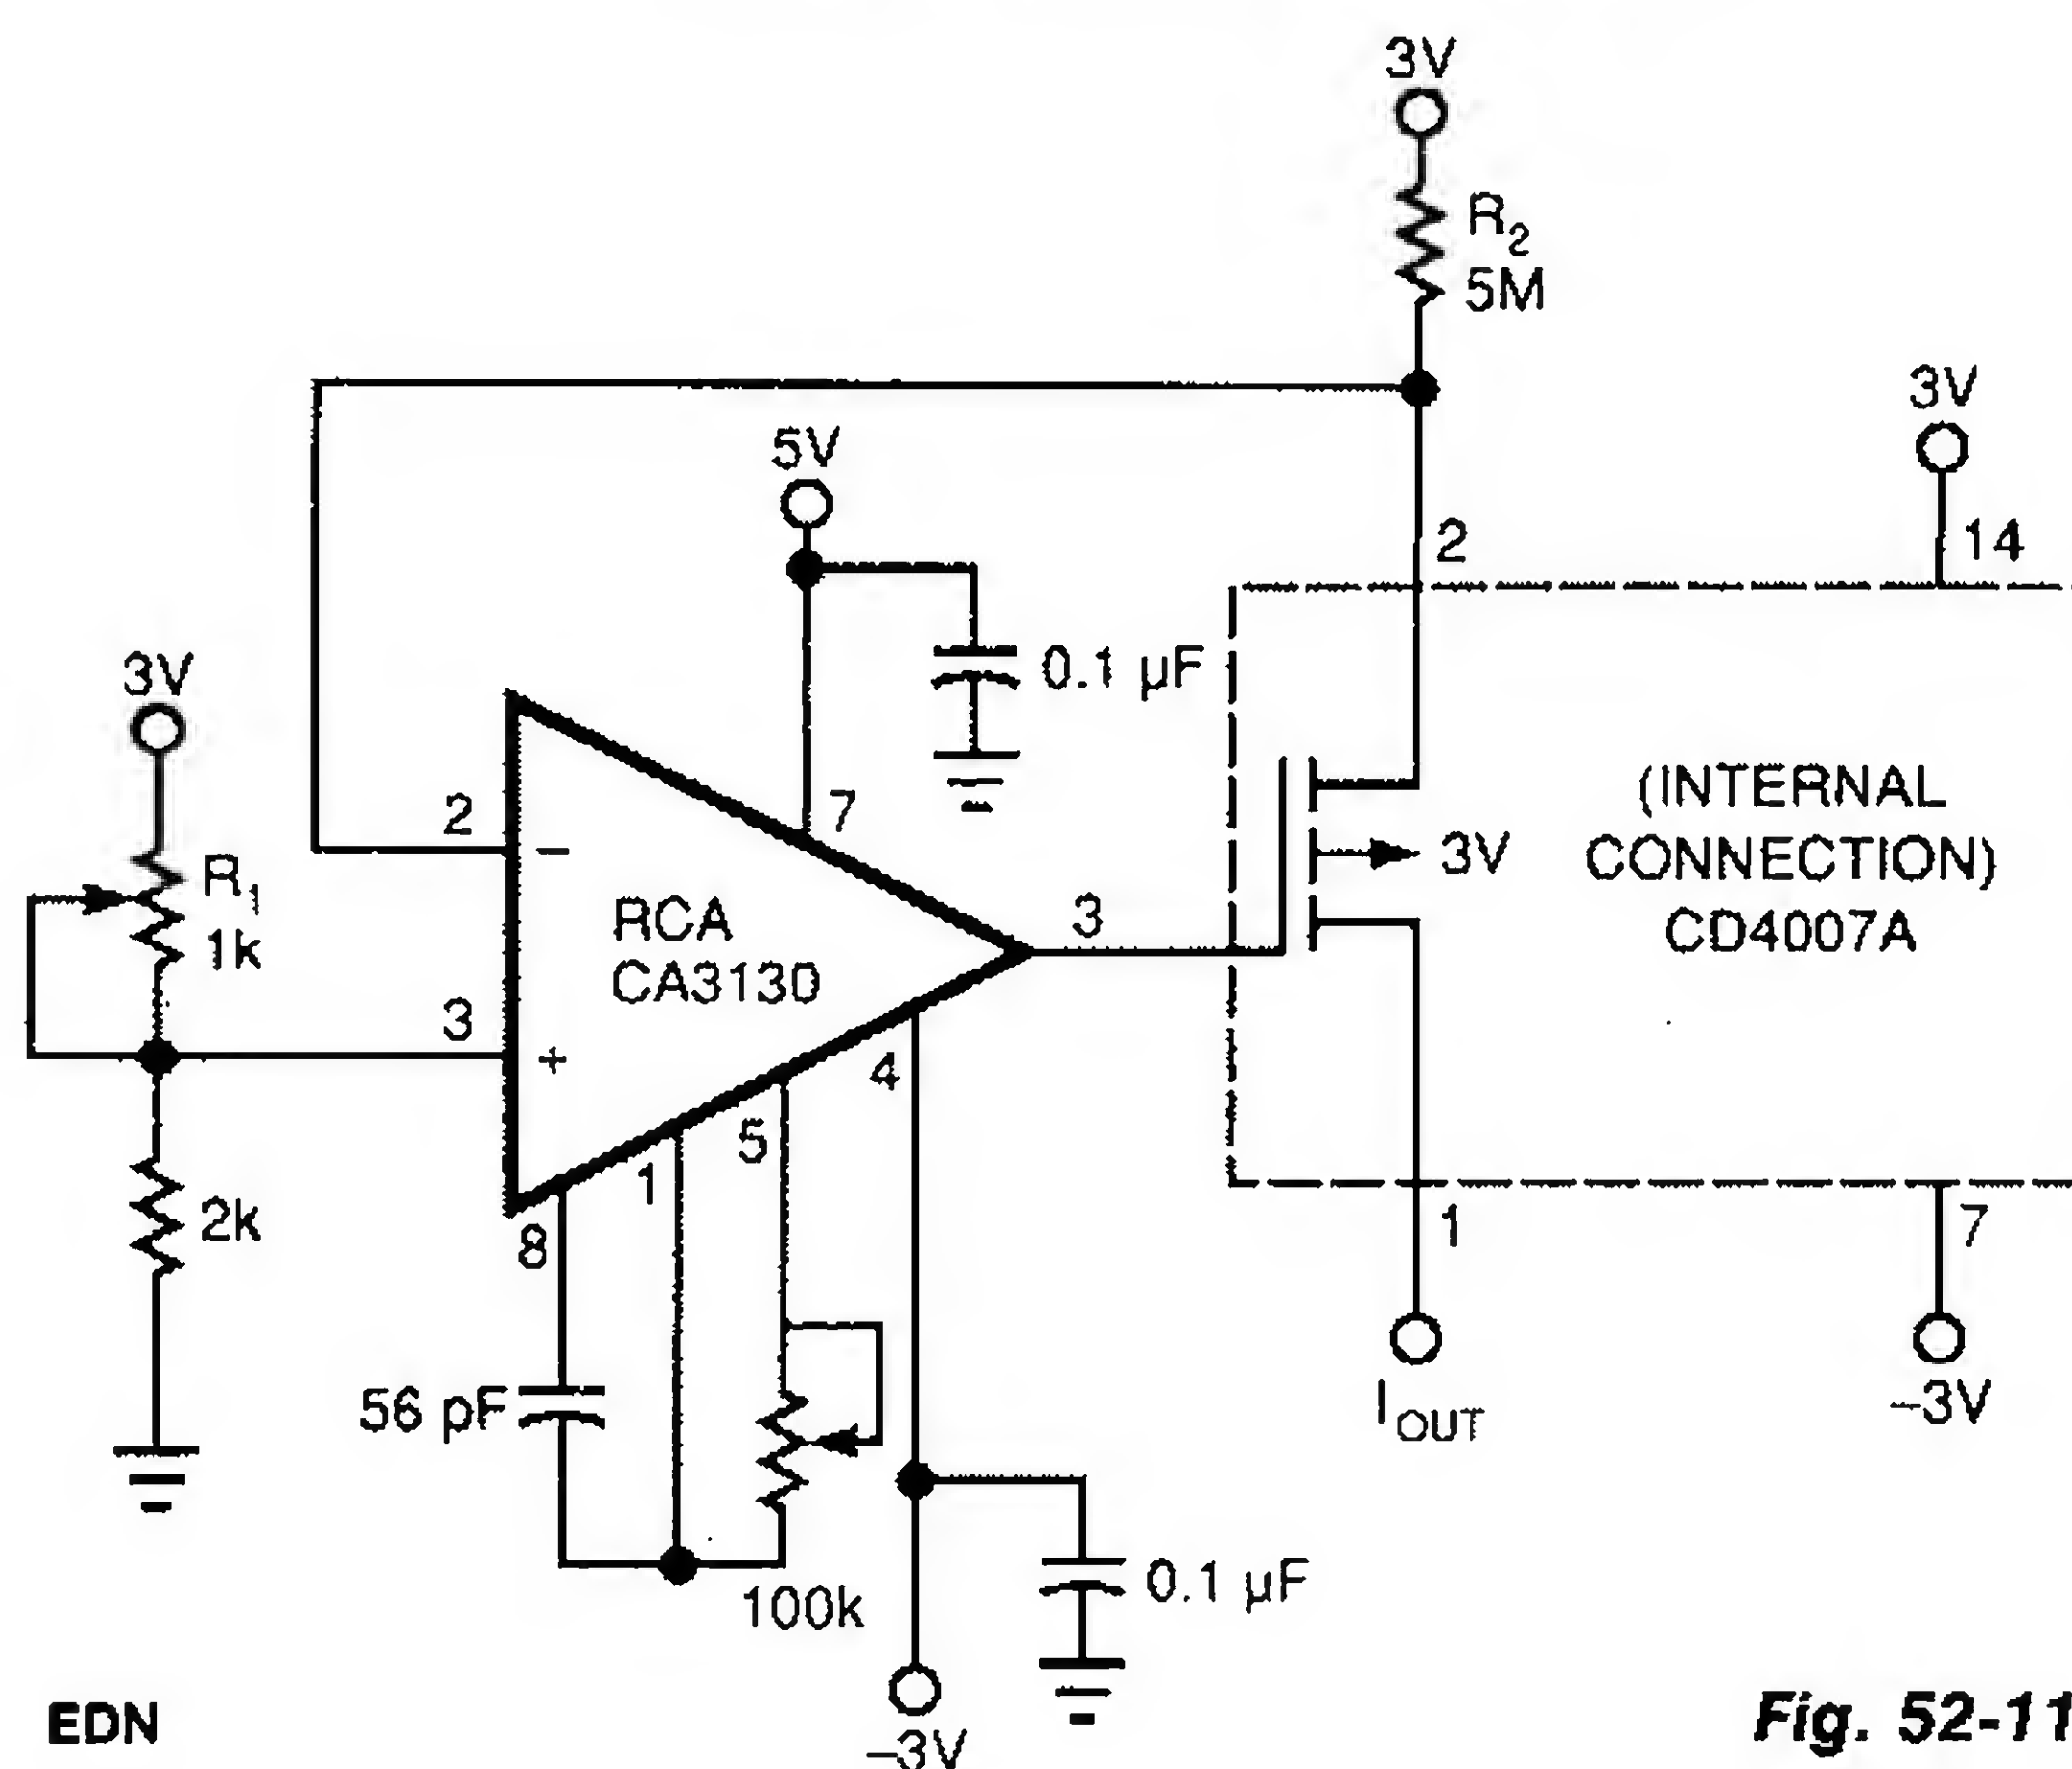 3V
R2
5M
3V
14
5V
2
0.1 μF
3V
R1
1k
2
7
−
RCA
CA3130
3
3V
(INTERNAL
CONNECTION)
CD4007A
3
+
4
5
1
8
2k
1
7
IOUT
−3V
56 pF
100k
0.1 μF
−3V
EDN
Fig. 52-11